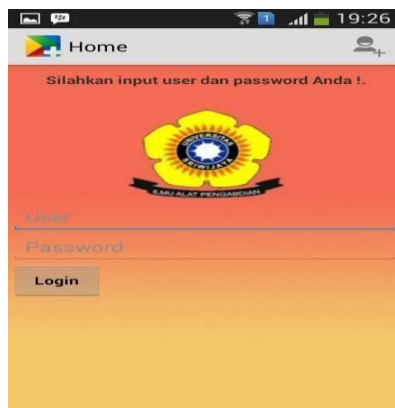 19:26
Home
Silahkan input user dan password Anda !.
UNIVERSITAS
SRIWIJAYA
ILMU ALAT PENGABDIAN
User
Password
Login